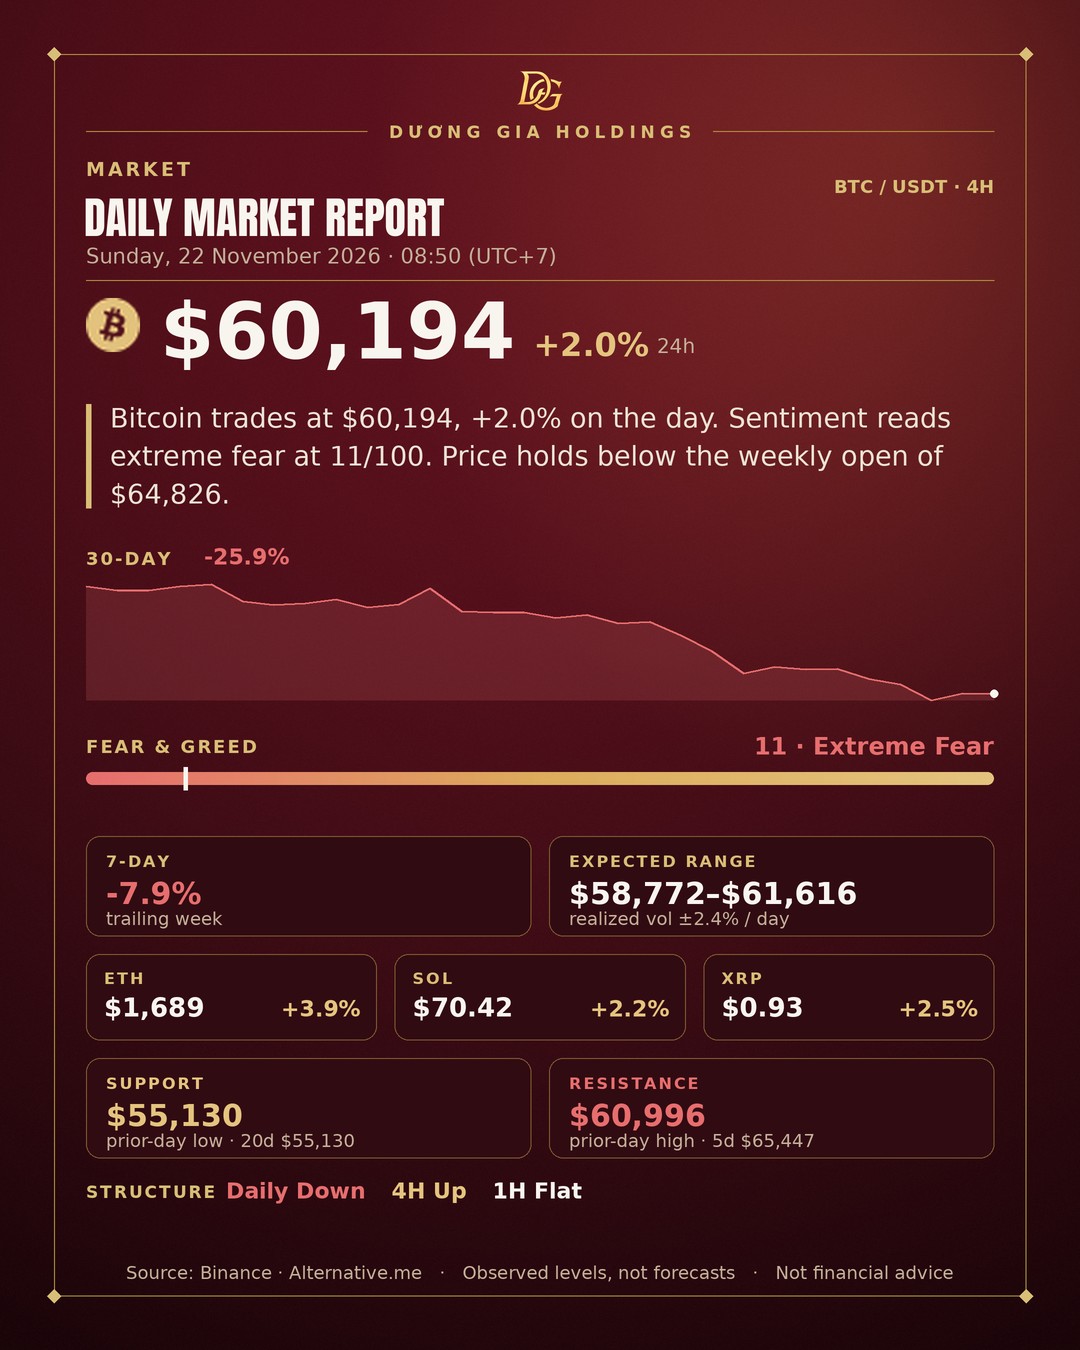 DG
DƯƠNG GIA HOLDINGS
MARKET
BTC / USDT · 4H
DAILY MARKET REPORT
Sunday, 22 November 2026 · 08:50 (UTC+7)
$60,194 +2.0% 24h
Bitcoin trades at $60,194, +2.0% on the day. Sentiment reads
extreme fear at 11/100. Price holds below the weekly open of
$64,826.
30-DAY -25.9%
FEAR & GREED 11 · Extreme Fear
7-DAY
-7.9%
trailing week
EXPECTED RANGE
$58,772–$61,616
realized vol ±2.4% / day
ETH
$1,689 +3.9%
SOL
$70.42 +2.2%
XRP
$0.93 +2.5%
SUPPORT
$55,130
prior-day low · 20d $55,130
RESISTANCE
$60,996
prior-day high · 5d $65,447
STRUCTURE Daily Down 4H Up 1H Flat
Source: Binance · Alternative.me · Observed levels, not forecasts · Not financial advice